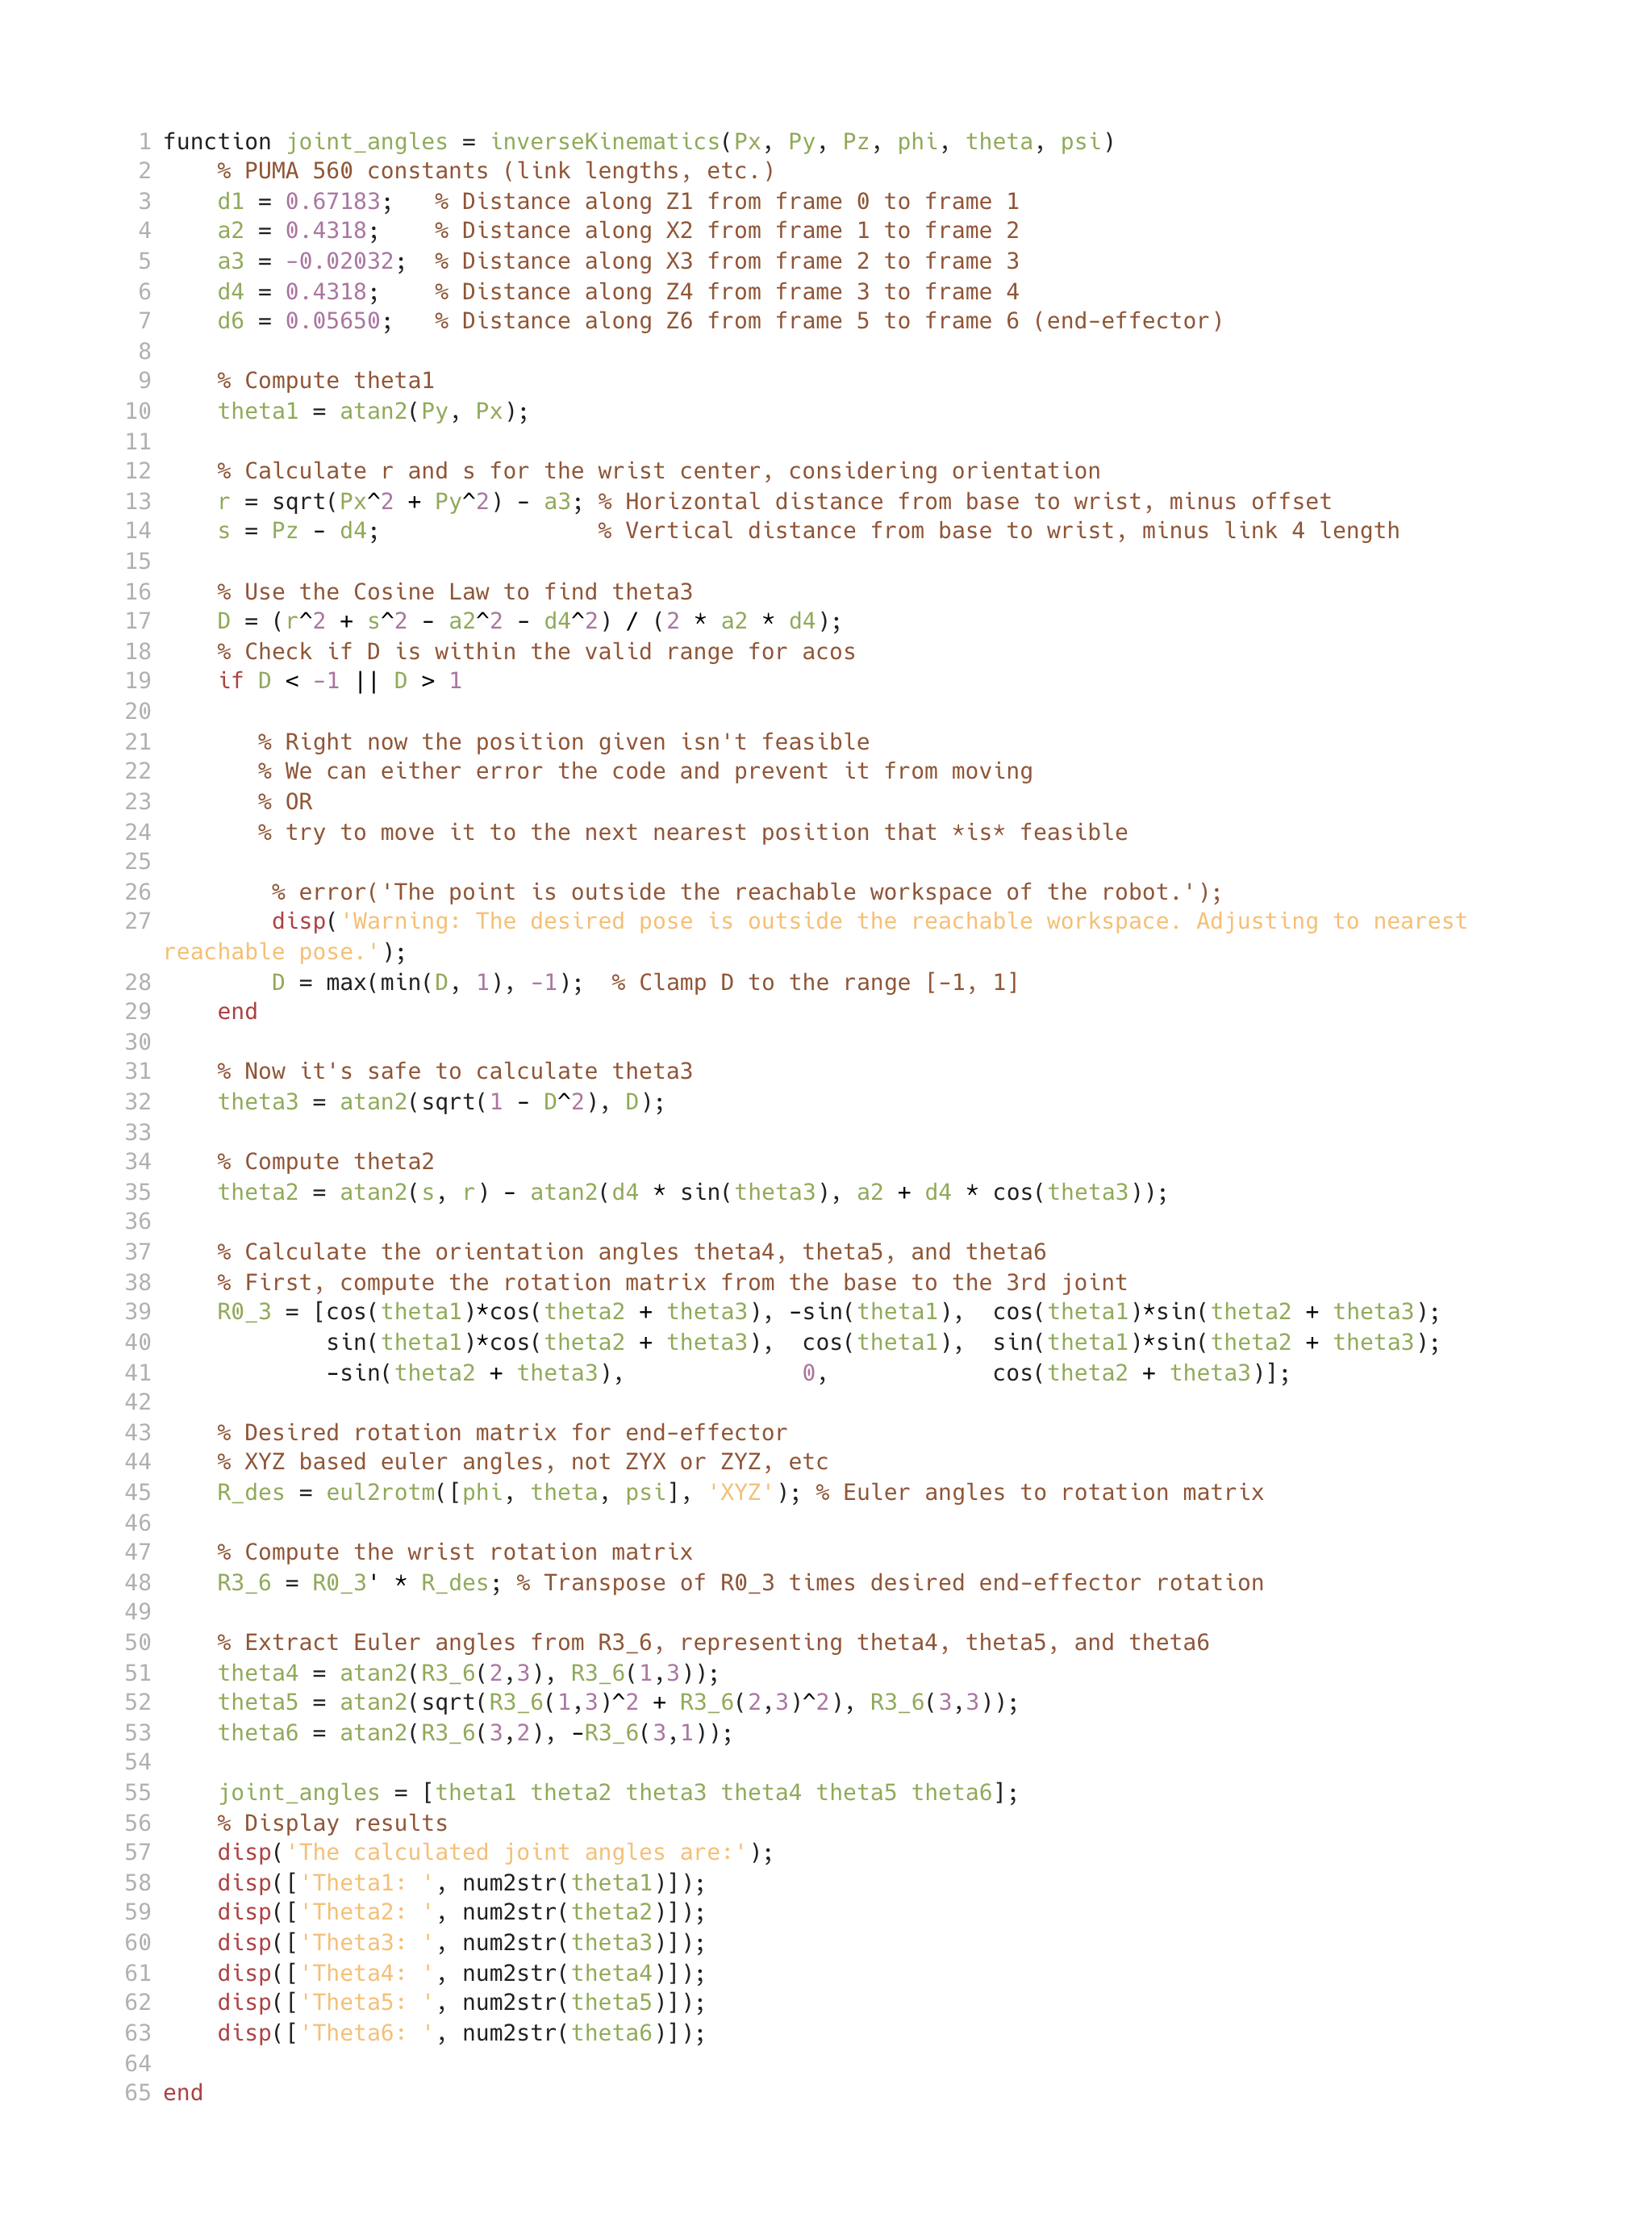 1 function joint_angles = inverseKinematics(Px, Py, Pz, phi, theta, psi)
2     % PUMA 560 constants (link lengths, etc.)
3     d1 = 0.67183;   % Distance along Z1 from frame 0 to frame 1
4     a2 = 0.4318;    % Distance along X2 from frame 1 to frame 2
5     a3 = -0.02032;  % Distance along X3 from frame 2 to frame 3
6     d4 = 0.4318;    % Distance along Z4 from frame 3 to frame 4
7     d6 = 0.05650;   % Distance along Z6 from frame 5 to frame 6 (end-effector)
8
9     % Compute theta1
10     theta1 = atan2(Py, Px);
11
12     % Calculate r and s for the wrist center, considering orientation
13     r = sqrt(Px^2 + Py^2) - a3; % Horizontal distance from base to wrist, minus offset
14     s = Pz - d4;                % Vertical distance from base to wrist, minus link 4 length
15
16     % Use the Cosine Law to find theta3
17     D = (r^2 + s^2 - a2^2 - d4^2) / (2 * a2 * d4);
18     % Check if D is within the valid range for acos
19     if D < -1 || D > 1
20
21        % Right now the position given isn't feasible
22        % We can either error the code and prevent it from moving
23        % OR
24        % try to move it to the next nearest position that *is* feasible
25
26         % error('The point is outside the reachable workspace of the robot.');
27         disp('Warning: The desired pose is outside the reachable workspace. Adjusting to nearest
reachable pose.');
28         D = max(min(D, 1), -1);  % Clamp D to the range [-1, 1]
29     end
30
31     % Now it's safe to calculate theta3
32     theta3 = atan2(sqrt(1 - D^2), D);
33
34     % Compute theta2
35     theta2 = atan2(s, r) - atan2(d4 * sin(theta3), a2 + d4 * cos(theta3));
36
37     % Calculate the orientation angles theta4, theta5, and theta6
38     % First, compute the rotation matrix from the base to the 3rd joint
39     R0_3 = [cos(theta1)*cos(theta2 + theta3), -sin(theta1),  cos(theta1)*sin(theta2 + theta3);
40             sin(theta1)*cos(theta2 + theta3),  cos(theta1),  sin(theta1)*sin(theta2 + theta3);
41             -sin(theta2 + theta3),             0,            cos(theta2 + theta3)];
42
43     % Desired rotation matrix for end-effector
44     % XYZ based euler angles, not ZYX or ZYZ, etc
45     R_des = eul2rotm([phi, theta, psi], 'XYZ'); % Euler angles to rotation matrix
46
47     % Compute the wrist rotation matrix
48     R3_6 = R0_3' * R_des; % Transpose of R0_3 times desired end-effector rotation
49
50     % Extract Euler angles from R3_6, representing theta4, theta5, and theta6
51     theta4 = atan2(R3_6(2,3), R3_6(1,3));
52     theta5 = atan2(sqrt(R3_6(1,3)^2 + R3_6(2,3)^2), R3_6(3,3));
53     theta6 = atan2(R3_6(3,2), -R3_6(3,1));
54
55     joint_angles = [theta1 theta2 theta3 theta4 theta5 theta6];
56     % Display results
57     disp('The calculated joint angles are:');
58     disp(['Theta1: ', num2str(theta1)]);
59     disp(['Theta2: ', num2str(theta2)]);
60     disp(['Theta3: ', num2str(theta3)]);
61     disp(['Theta4: ', num2str(theta4)]);
62     disp(['Theta5: ', num2str(theta5)]);
63     disp(['Theta6: ', num2str(theta6)]);
64
65 end